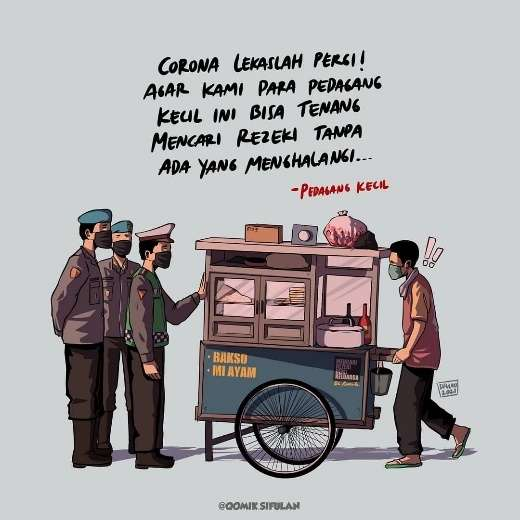 CORONA LEKASLAH PERGI!
AGAR KAMI PARA PEDAGANG
KECIL INI BISA TENANG
MENCARI REZEKI TANPA
ADA YANG MENGHALANGI...
-PEDAGANG KECIL
!!
• BAKSO
• MI AYAM
2021
@QOMIK.SIFULAN